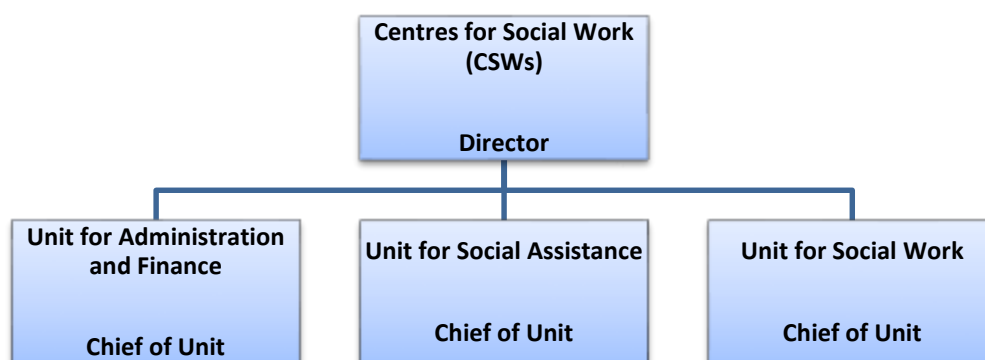 Centres for Social Work
(CSWs)
Director
Unit for Administration
and Finance
Chief of Unit
Unit for Social Assistance
Chief of Unit
Unit for Social Work
Chief of Unit